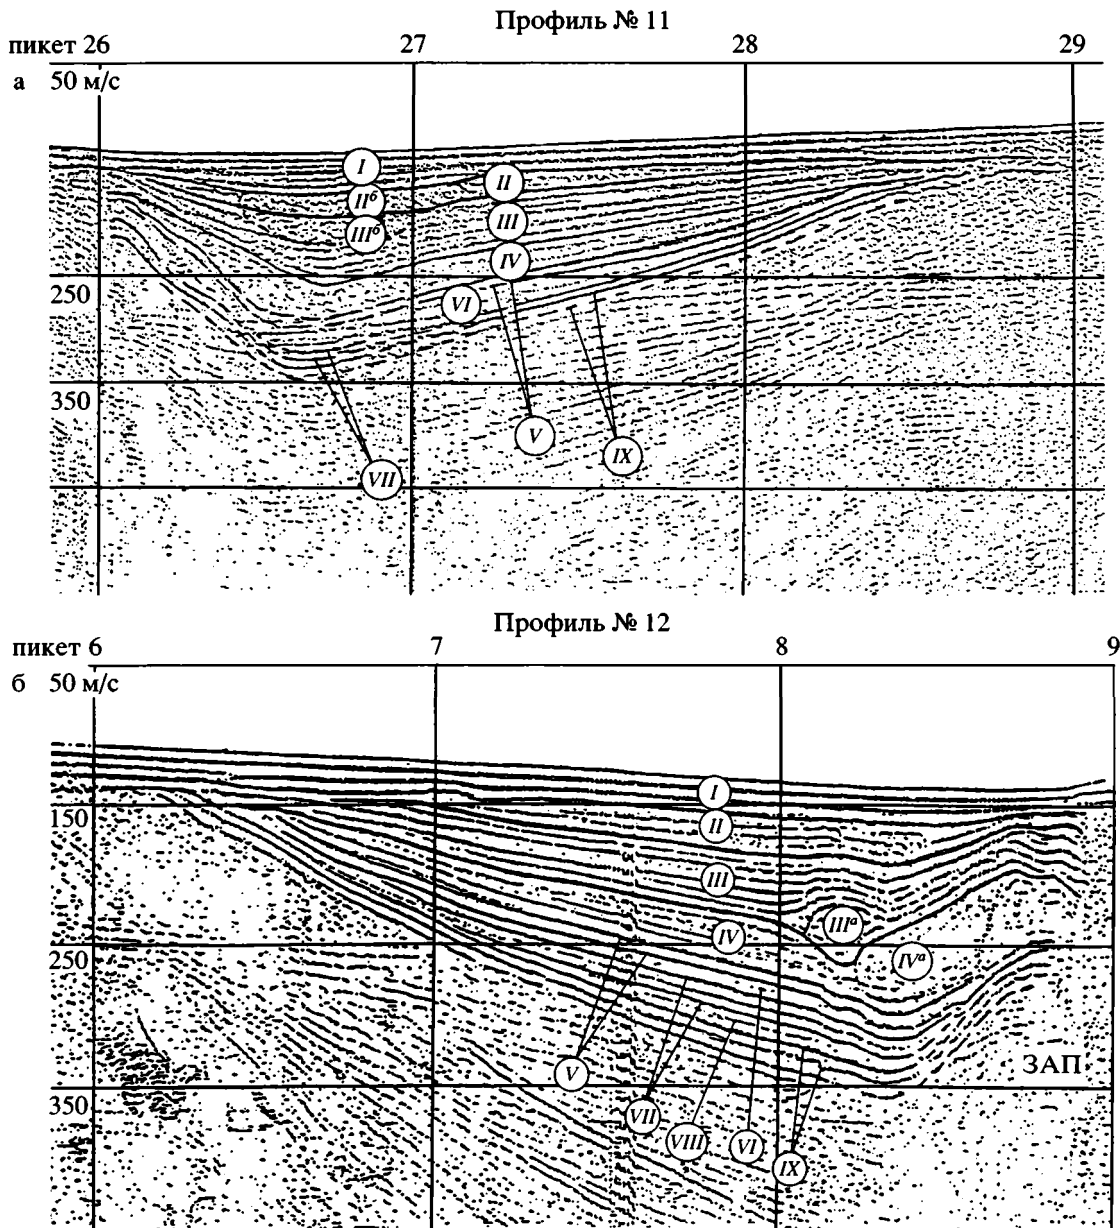 Профиль № 11
пикет 26 27 28 29
а 50 м/с
I
II
IIб
III
IIIб
IV
250
VI
350
V
IX
VII
Профиль № 12
пикет 6 7 8 9
б 50 м/с
I
150
II
III
IIIа
IV
250
IVа
ЗАП
V
350
VII
VIII
VI
IX